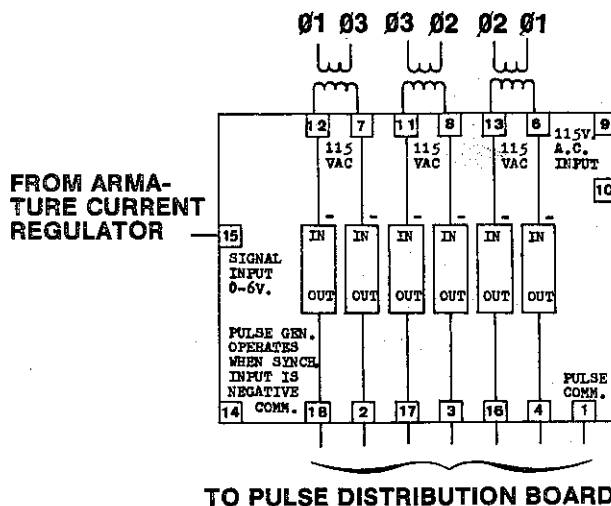 Ø1 Ø3 Ø3 Ø2 Ø2 Ø1
12 7 11 8 13 6 9
115 VAC
115 VAC
115 VAC
115V. A.C. INPUT
10
FROM ARMA-
TURE CURRENT
REGULATOR
15
SIGNAL
INPUT
0-6V.
- - - - - -
IN IN IN IN IN IN
OUT OUT OUT OUT OUT OUT
PULSE GEN.
OPERATES
WHEN SYNCH.
INPUT IS
NEGATIVE
COMM.
PULSE
COMM.
14 18 2 17 3 16 4 1
TO PULSE DISTRIBUTION BOARD